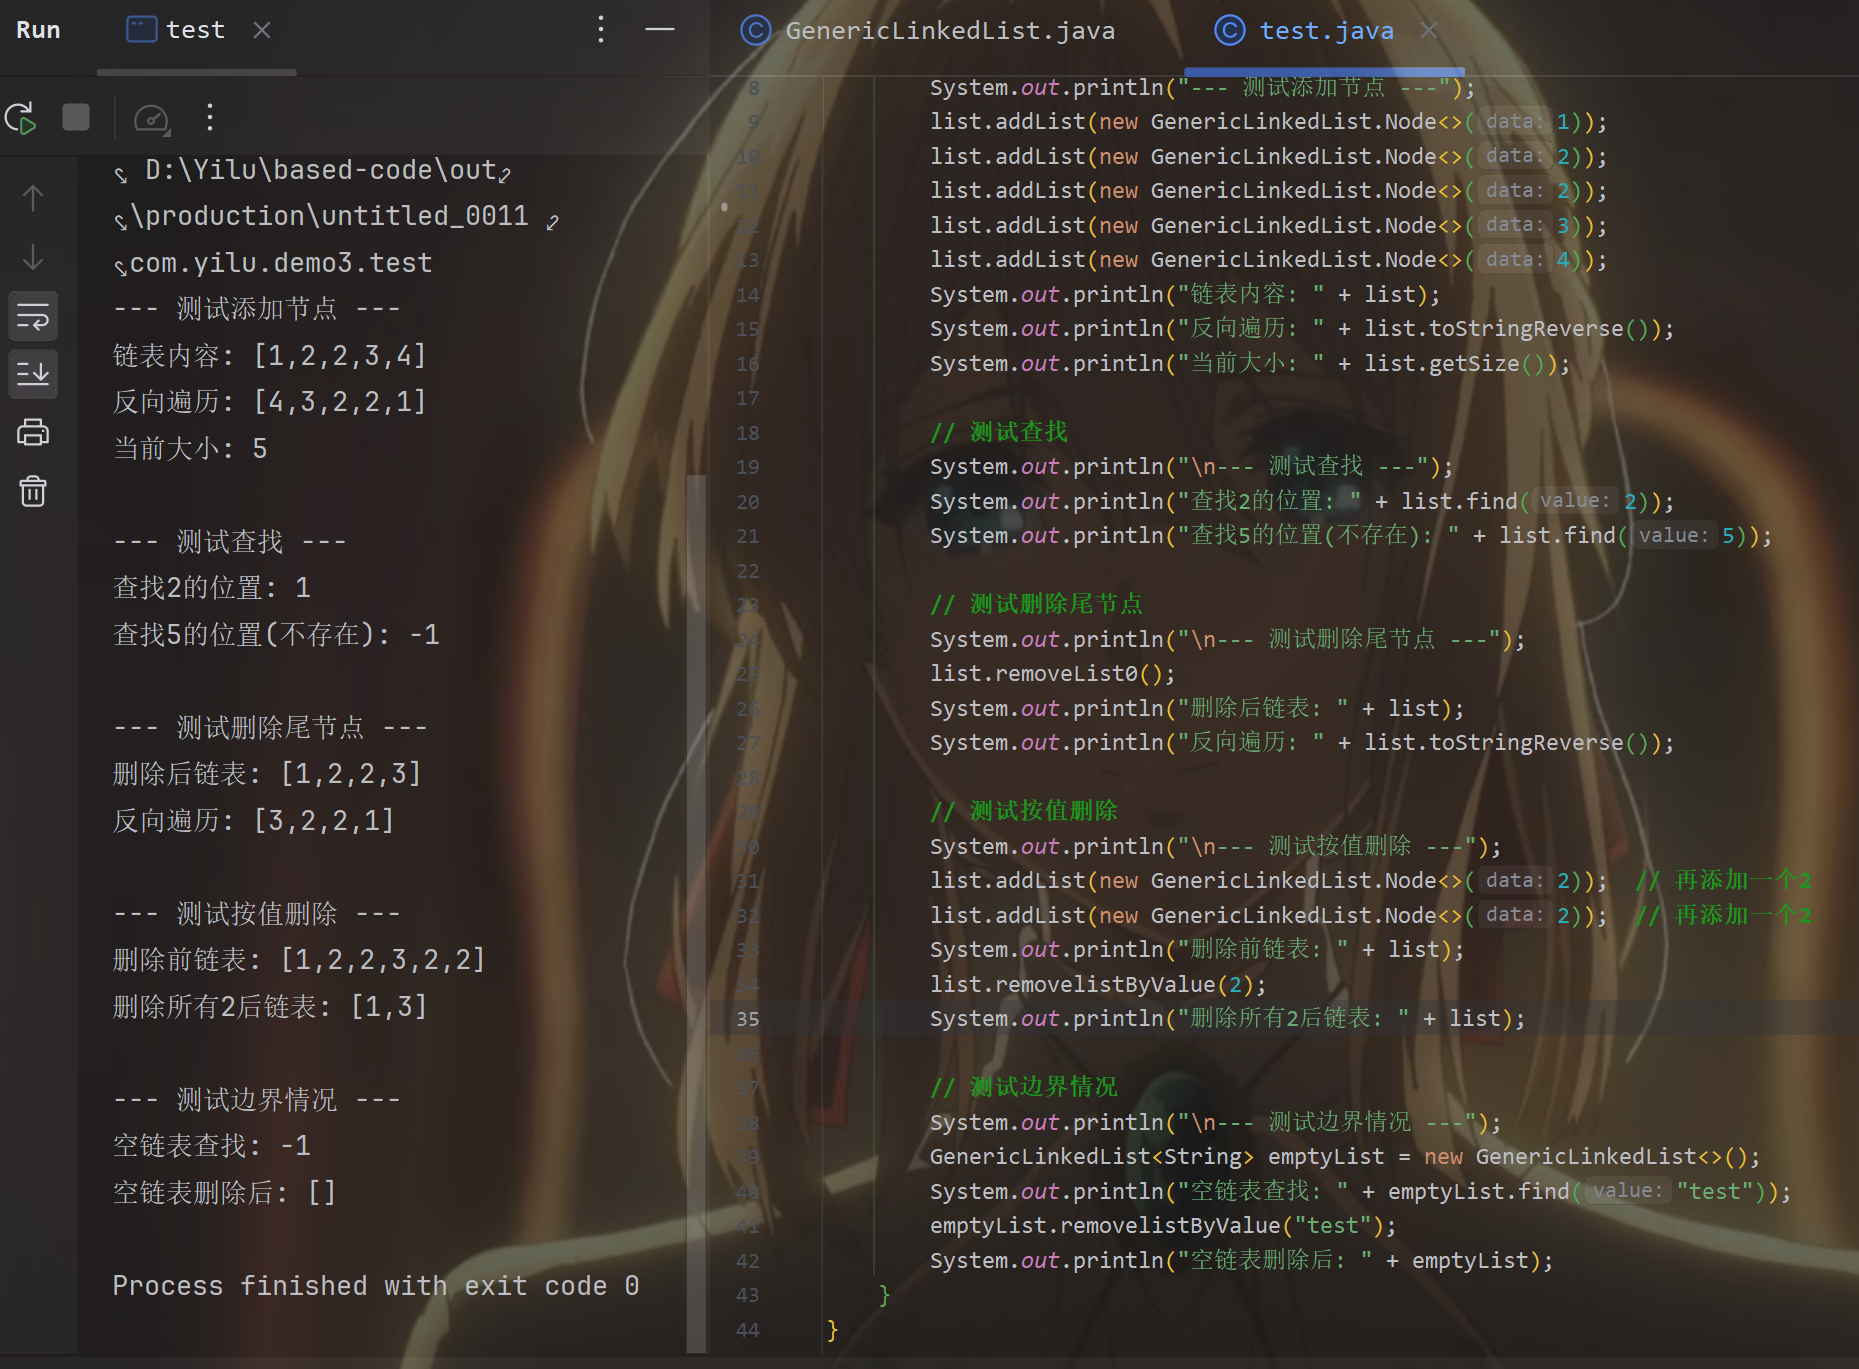 Run test
D:\Yilu\based-code\out
\production\untitled_0011
com.yilu.demo3.test
--- 测试添加节点 ---
链表内容: [1,2,2,3,4]
反向遍历: [4,3,2,2,1]
当前大小: 5
--- 测试查找 ---
查找2的位置: 1
查找5的位置(不存在): -1
--- 测试删除尾节点 ---
删除后链表: [1,2,2,3]
反向遍历: [3,2,2,1]
--- 测试按值删除 ---
删除前链表: [1,2,2,3,2,2]
删除所有2后链表: [1,3]
--- 测试边界情况 ---
空链表查找: -1
空链表删除后: []
Process finished with exit code 0
GenericLinkedList.java test.java
8 System.out.println("--- 测试添加节点 ---");
9 list.addList(new GenericLinkedList.Node<>( data: 1));
10 list.addList(new GenericLinkedList.Node<>( data: 2));
11 list.addList(new GenericLinkedList.Node<>( data: 2));
12 list.addList(new GenericLinkedList.Node<>( data: 3));
13 list.addList(new GenericLinkedList.Node<>( data: 4));
14 System.out.println("链表内容: " + list);
15 System.out.println("反向遍历: " + list.toStringReverse());
16 System.out.println("当前大小: " + list.getSize());
17
18 // 测试查找
19 System.out.println("\n--- 测试查找 ---");
20 System.out.println("查找2的位置: " + list.find( value: 2));
21 System.out.println("查找5的位置(不存在): " + list.find( value: 5));
22
23 // 测试删除尾节点
24 System.out.println("\n--- 测试删除尾节点 ---");
25 list.removeList0();
26 System.out.println("删除后链表: " + list);
27 System.out.println("反向遍历: " + list.toStringReverse());
28
29 // 测试按值删除
30 System.out.println("\n--- 测试按值删除 ---");
31 list.addList(new GenericLinkedList.Node<>( data: 2)); // 再添加一个2
32 list.addList(new GenericLinkedList.Node<>( data: 2)); // 再添加一个2
33 System.out.println("删除前链表: " + list);
34 list.removelistByValue(2);
35 System.out.println("删除所有2后链表: " + list);
36
37 // 测试边界情况
38 System.out.println("\n--- 测试边界情况 ---");
39 GenericLinkedList<String> emptyList = new GenericLinkedList<>();
40 System.out.println("空链表查找: " + emptyList.find( value: "test"));
41 emptyList.removelistByValue("test");
42 System.out.println("空链表删除后: " + emptyList);
43 }
44 }